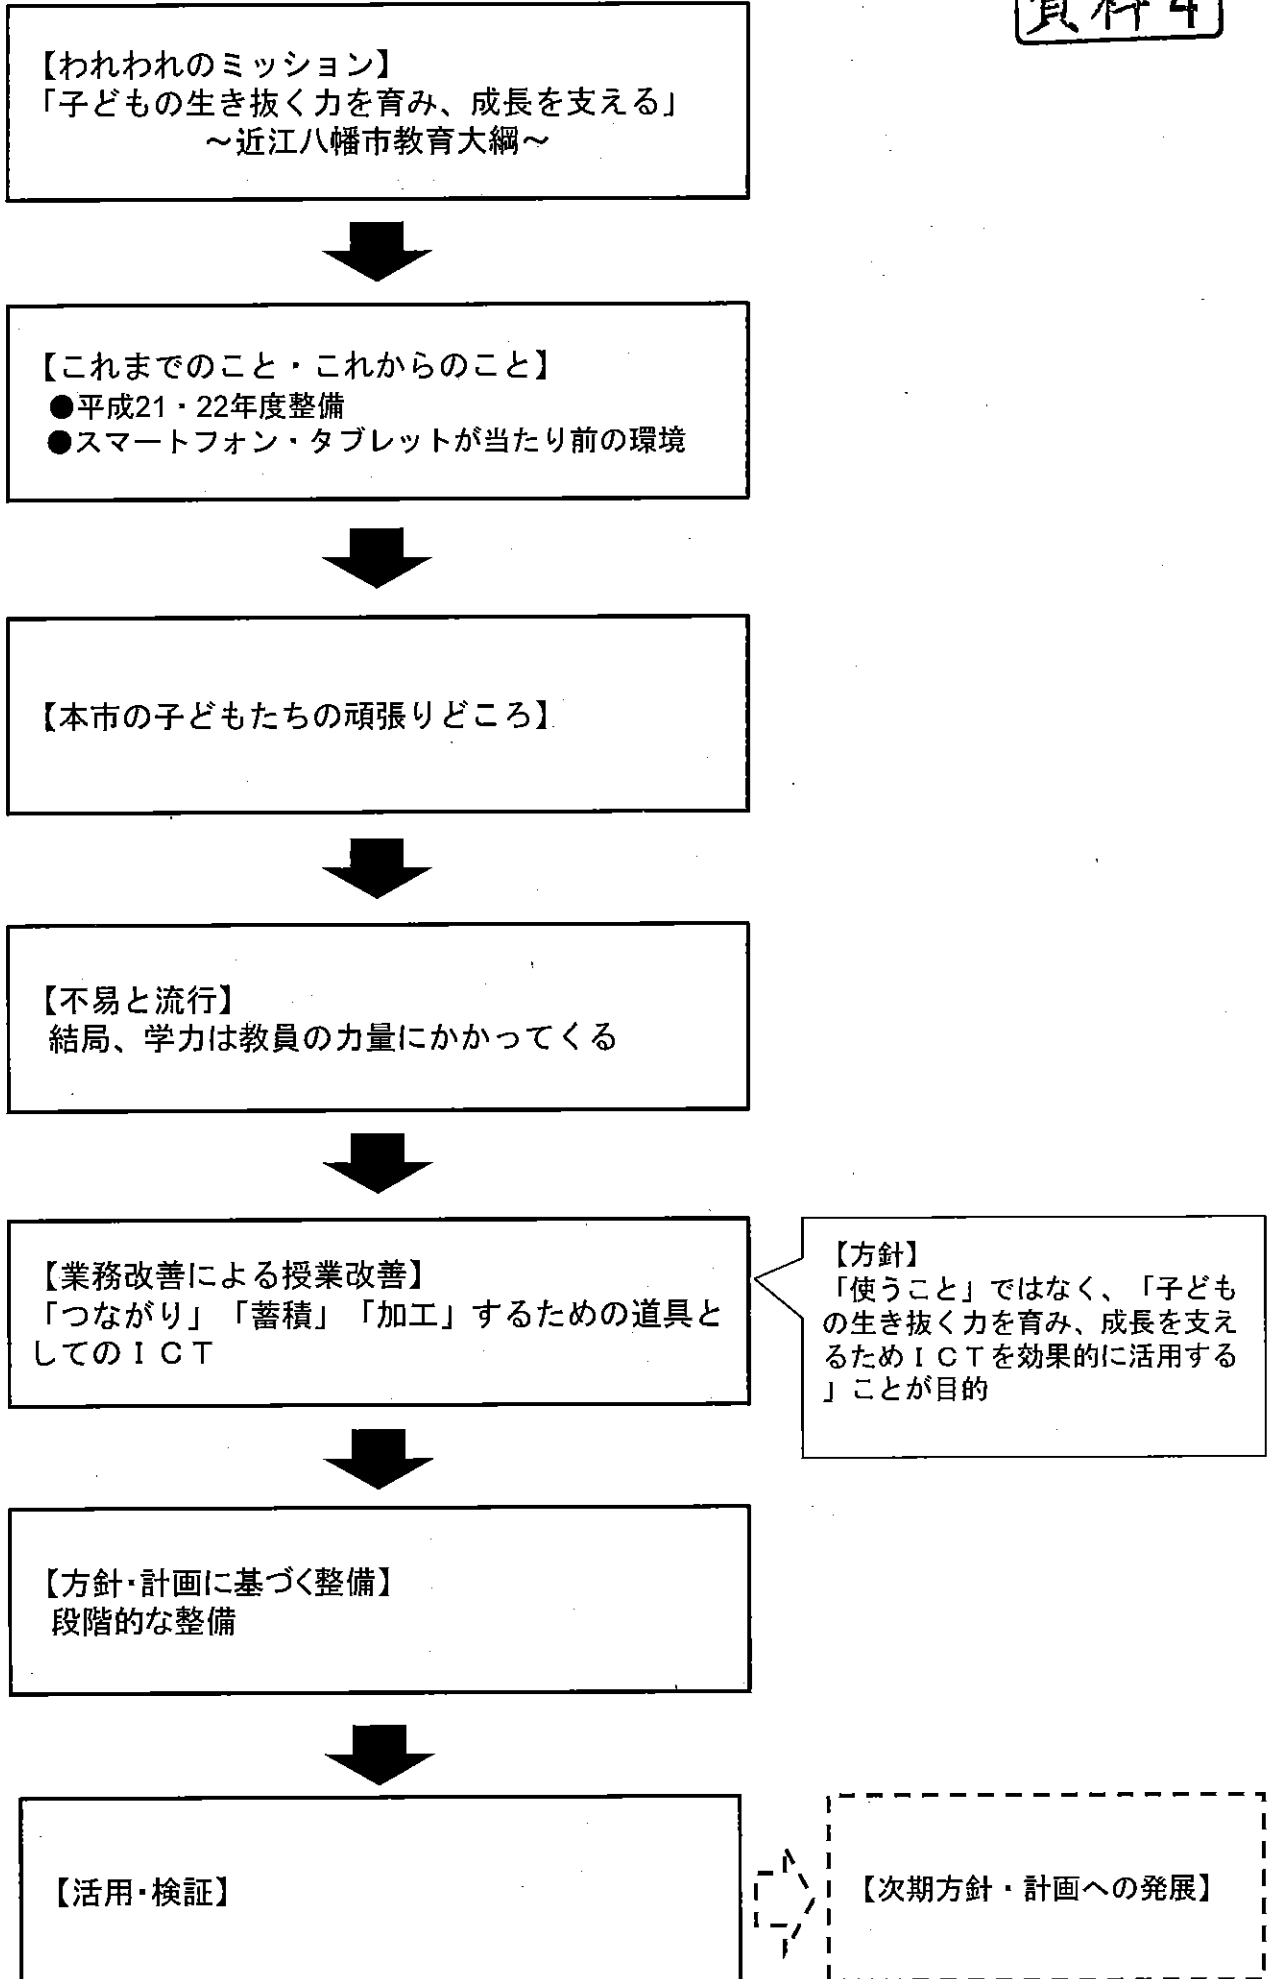 資料4
【われわれのミッション】
「子どもの生き抜く力を育み、成長を支える」
～近江八幡市教育大綱～
【これまでのこと・これからのこと】
●平成21・22年度整備
●スマートフォン・タブレットが当たり前の環境
【本市の子どもたちの頑張りどころ】
【不易と流行】
結局、学力は教員の力量にかかってくる
【業務改善による授業改善】
「つながり」「蓄積」「加工」するための道具と
してのＩＣＴ
【方針】
「使うこと」ではなく、「子ども
の生き抜く力を育み、成長を支え
るためＩＣＴを効果的に活用する
」ことが目的
【方針・計画に基づく整備】
段階的な整備
【活用・検証】
【次期方針・計画への発展】